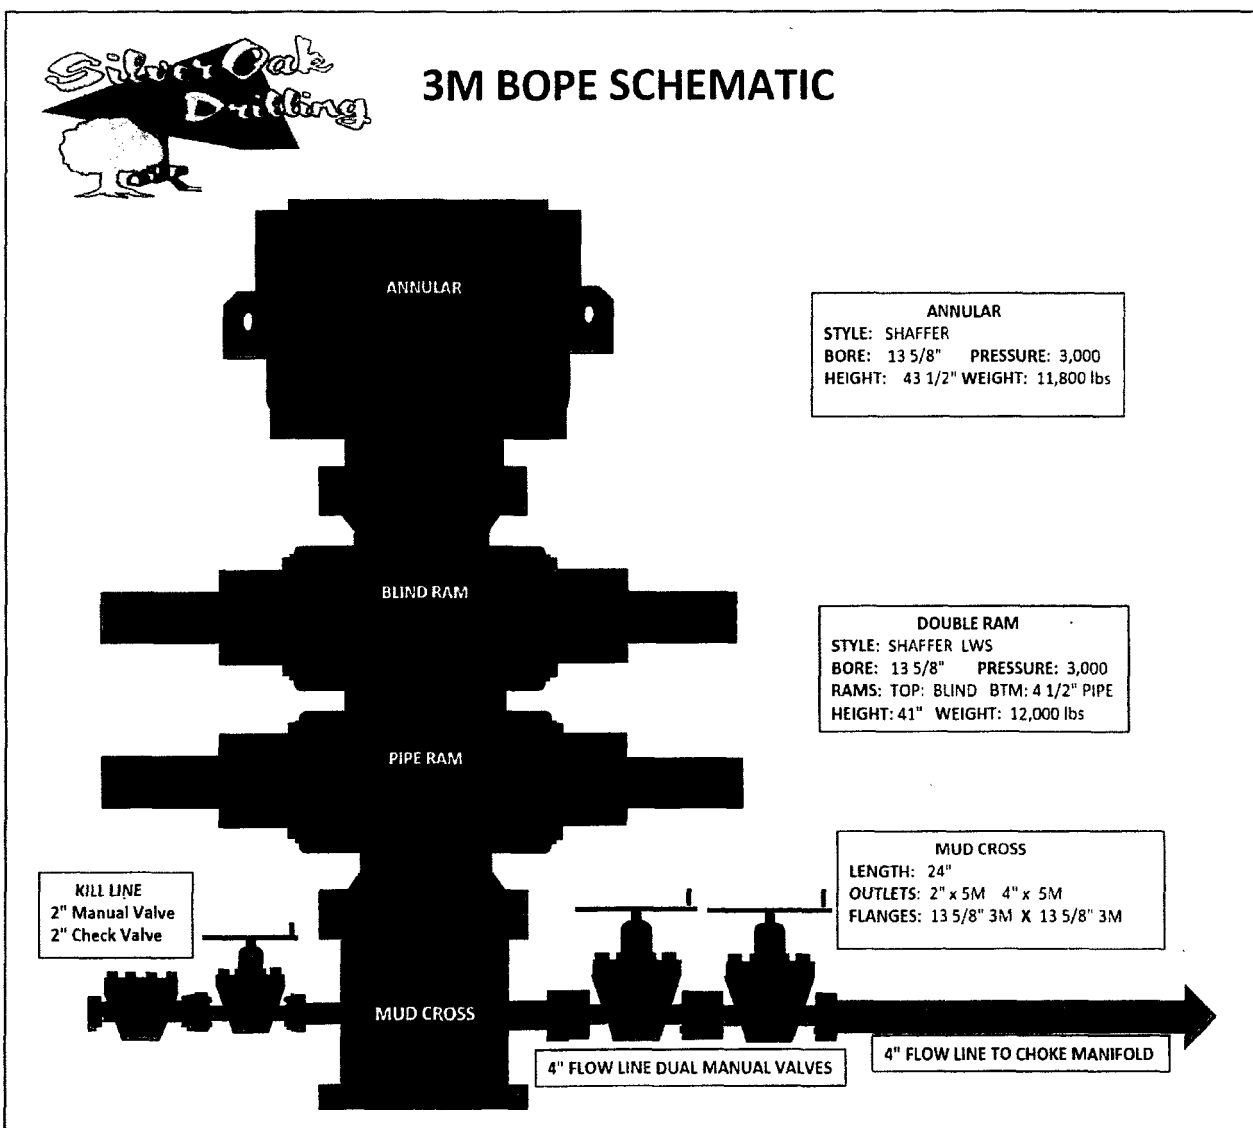 Silver Oak
Drilling
3M BOPE SCHEMATIC
ANNULAR
ANNULAR
STYLE: SHAFFER
BORE: 13 5/8" PRESSURE: 3,000
HEIGHT: 43 1/2" WEIGHT: 11,800 lbs
BLIND RAM
DOUBLE RAM
STYLE: SHAFFER LWS
BORE: 13 5/8" PRESSURE: 3,000
RAMS: TOP: BLIND BTM: 4 1/2" PIPE
HEIGHT: 41" WEIGHT: 12,000 lbs
PIPE RAM
MUD CROSS
LENGTH: 24"
OUTLETS: 2" x 5M 4" x 5M
FLANGES: 13 5/8" 3M X 13 5/8" 3M
KILL LINE
2" Manual Valve
2" Check Valve
MUD CROSS
4" FLOW LINE DUAL MANUAL VALVES
4" FLOW LINE TO CHOKE MANIFOLD